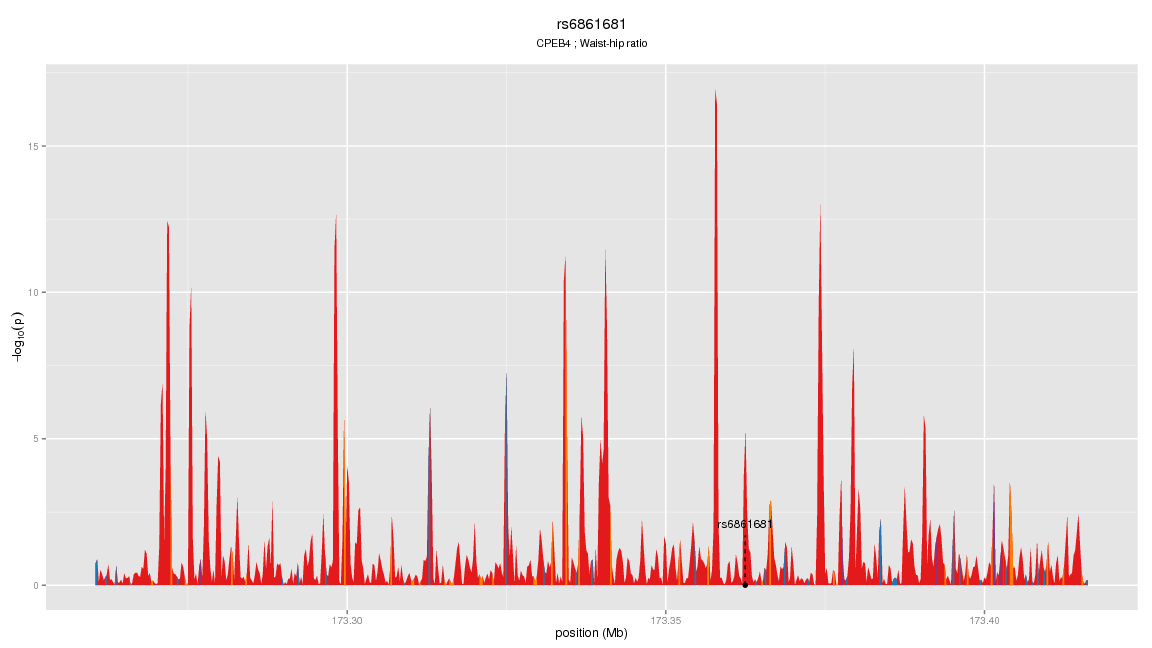 rs6861681
CPEB4 ; Waist-hip ratio
15
10
5
0
−log10(p)
rs6861681
173.30 173.35 173.40
position (Mb)